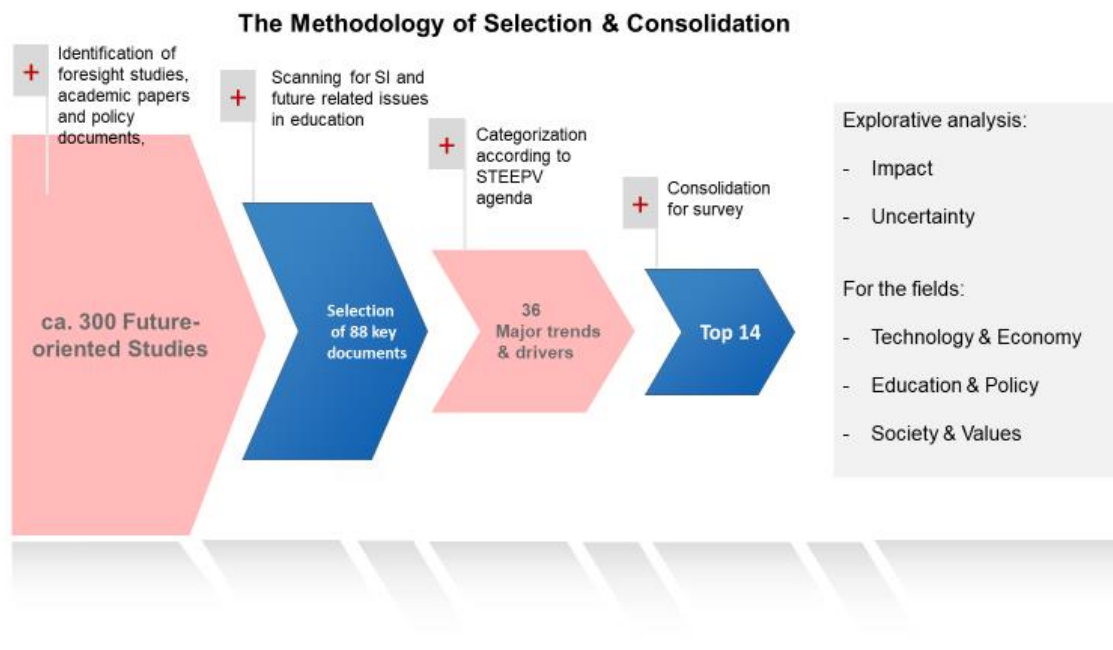 The Methodology of Selection & Consolidation
+
Identification of
foresight studies,
academic papers
and policy
documents,
+
Scanning for SI and
future related issues
in education
+
Categorization
according to
STEEPV
agenda
+
Consolidation
for survey
ca. 300 Future-
oriented Studies
Selection
of 88 key
documents
36
Major trends
& drivers
Top 14
Explorative analysis:
- Impact
- Uncertainty
For the fields:
- Technology & Economy
- Education & Policy
- Society & Values